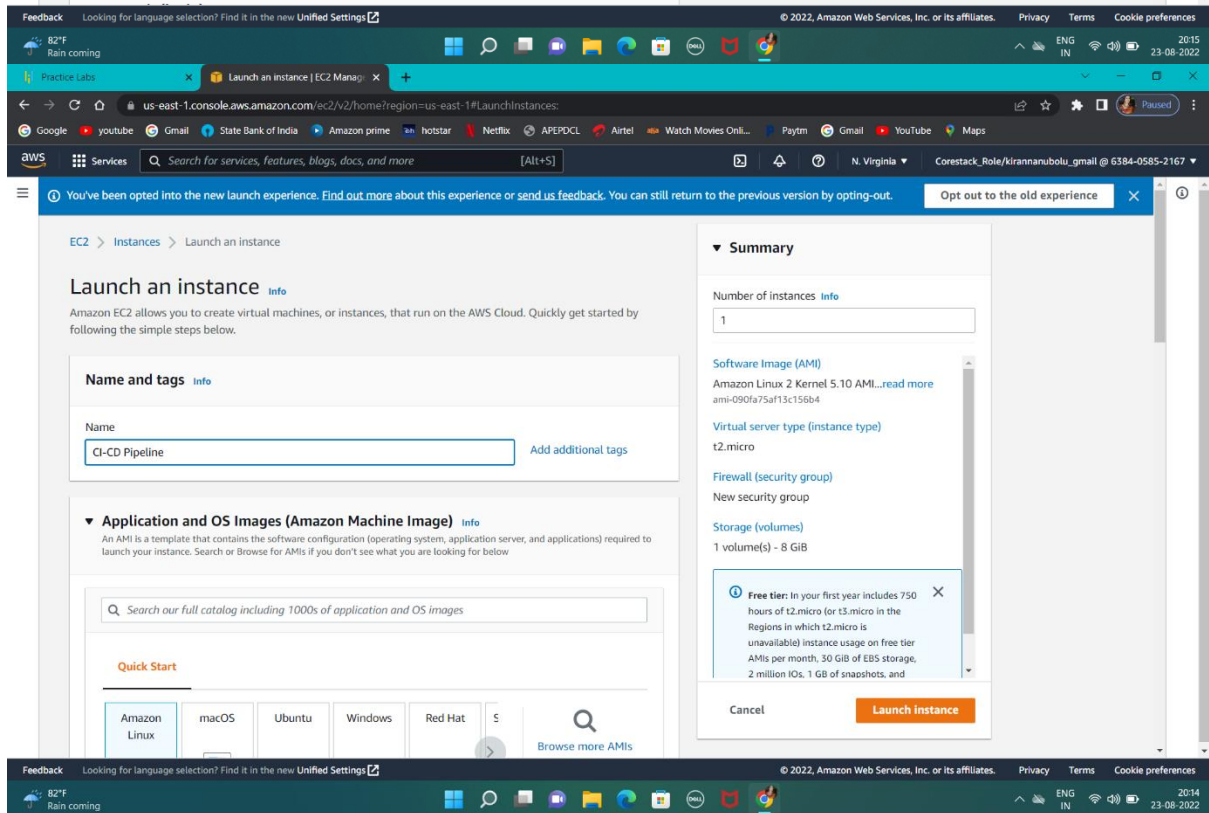 Feedback Looking for language selection? Find it in the new Unified Settings © 2022, Amazon Web Services, Inc. or its affiliates. Privacy Terms Cookie preferences
82°F
Rain coming
DELL
ENG
IN
20:15
23-08-2022
Practice Labs
Launch an instance | EC2 Manag
us-east-1.console.aws.amazon.com/ec2/v2/home?region=us-east-1#LaunchInstances:
Paused
Google youtube Gmail State Bank of India Amazon prime hotstar Netflix APEPDCL Airtel Watch Movies Onli... Paytm Gmail YouTube Maps
aws Services Search for services, features, blogs, docs, and more [Alt+S] N. Virginia Corestack_Role/kirannanubolu_gmail @ 6384-0585-2167
You've been opted into the new launch experience. Find out more about this experience or send us feedback. You can still return to the previous version by opting-out. Opt out to the old experience
EC2 > Instances > Launch an instance
Launch an instance Info
Amazon EC2 allows you to create virtual machines, or instances, that run on the AWS Cloud. Quickly get started by
following the simple steps below.
Name and tags Info
Name
CI-CD Pipeline
Add additional tags
Application and OS Images (Amazon Machine Image) Info
An AMI is a template that contains the software configuration (operating system, application server, and applications) required to
launch your instance. Search or Browse for AMIs if you don't see what you are looking for below
Search our full catalog including 1000s of application and OS images
Quick Start
Amazon
Linux
macOS
Ubuntu
Windows
Red Hat
S
Browse more AMIs
Summary
Number of instances Info
1
Software Image (AMI)
Amazon Linux 2 Kernel 5.10 AMI...read more
ami-090fa75af13c156b4
Virtual server type (instance type)
t2.micro
Firewall (security group)
New security group
Storage (volumes)
1 volume(s) - 8 GiB
Free tier: In your first year includes 750
hours of t2.micro (or t3.micro in the
Regions in which t2.micro is
unavailable) instance usage on free tier
AMIs per month, 30 GiB of EBS storage,
2 million IOs, 1 GB of snapshots, and
Cancel
Launch instance
Feedback Looking for language selection? Find it in the new Unified Settings © 2022, Amazon Web Services, Inc. or its affiliates. Privacy Terms Cookie preferences
82°F
Rain coming
DELL
ENG
IN
20:14
23-08-2022